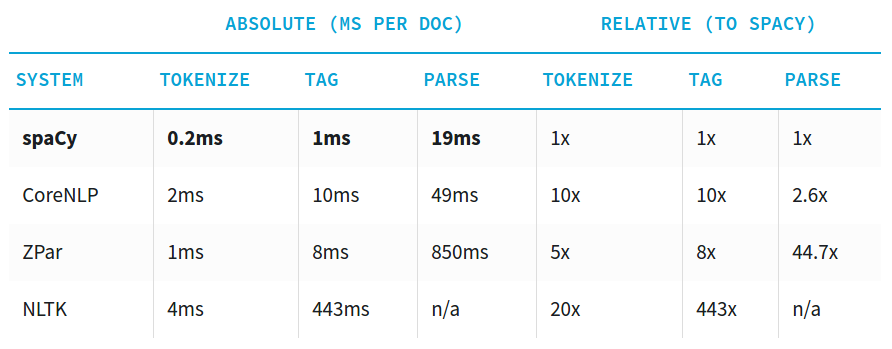 ABSOLUTE (MS PER DOC) RELATIVE (TO SPACY)
SYSTEM TOKENIZE TAG PARSE TOKENIZE TAG PARSE
spaCy 0.2ms 1ms 19ms 1x 1x 1x
CoreNLP 2ms 10ms 49ms 10x 10x 2.6x
ZPar 1ms 8ms 850ms 5x 8x 44.7x
NLTK 4ms 443ms n/a 20x 443x n/a